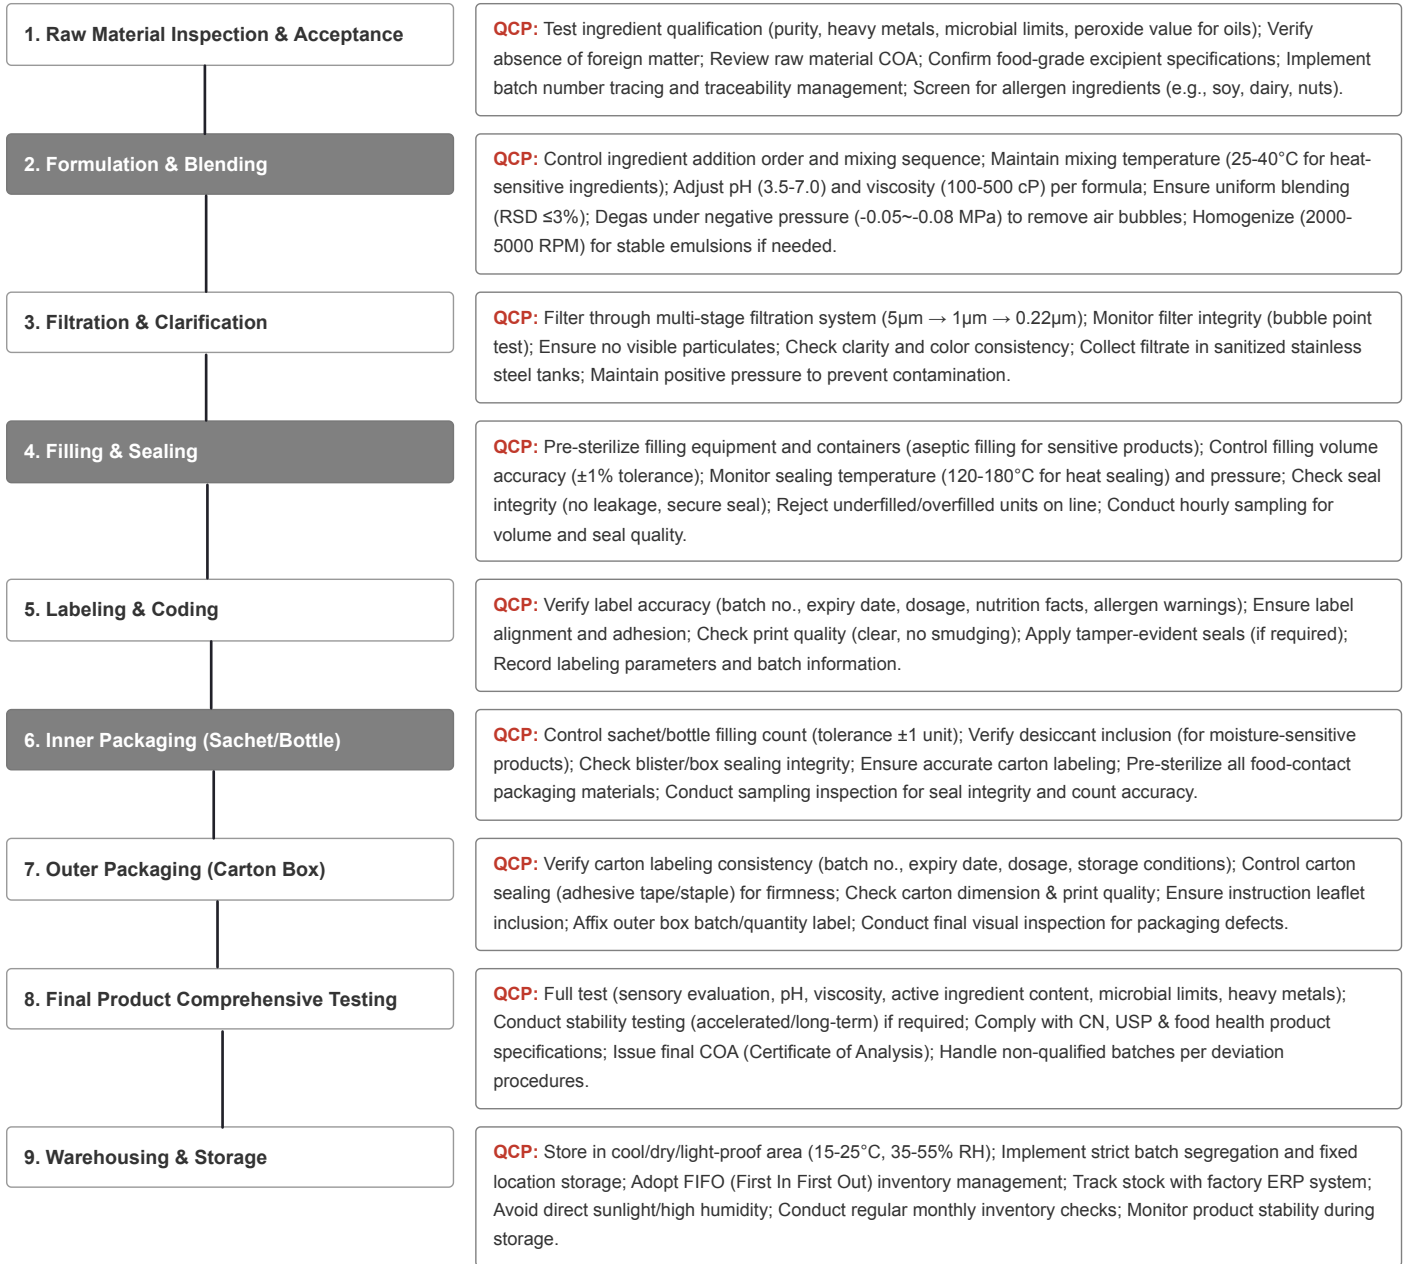 1. Raw Material Inspection & Acceptance
QCP: Test ingredient qualification (purity, heavy metals, microbial limits, peroxide value for oils); Verify
absence of foreign matter; Review raw material COA; Confirm food-grade excipient specifications; Implement
batch number tracing and traceability management; Screen for allergen ingredients (e.g., soy, dairy, nuts).
2. Formulation & Blending
QCP: Control ingredient addition order and mixing sequence; Maintain mixing temperature (25-40°C for heat-
sensitive ingredients); Adjust pH (3.5-7.0) and viscosity (100-500 cP) per formula; Ensure uniform blending
(RSD ≤3%); Degas under negative pressure (-0.05~-0.08 MPa) to remove air bubbles; Homogenize (2000-
5000 RPM) for stable emulsions if needed.
3. Filtration & Clarification
QCP: Filter through multi-stage filtration system (5μm → 1μm → 0.22μm); Monitor filter integrity (bubble point
test); Ensure no visible particulates; Check clarity and color consistency; Collect filtrate in sanitized stainless
steel tanks; Maintain positive pressure to prevent contamination.
4. Filling & Sealing
QCP: Pre-sterilize filling equipment and containers (aseptic filling for sensitive products); Control filling volume
accuracy (±1% tolerance); Monitor sealing temperature (120-180°C for heat sealing) and pressure; Check seal
integrity (no leakage, secure seal); Reject underfilled/overfilled units on line; Conduct hourly sampling for
volume and seal quality.
5. Labeling & Coding
QCP: Verify label accuracy (batch no., expiry date, dosage, nutrition facts, allergen warnings); Ensure label
alignment and adhesion; Check print quality (clear, no smudging); Apply tamper-evident seals (if required);
Record labeling parameters and batch information.
6. Inner Packaging (Sachet/Bottle)
QCP: Control sachet/bottle filling count (tolerance ±1 unit); Verify desiccant inclusion (for moisture-sensitive
products); Check blister/box sealing integrity; Ensure accurate carton labeling; Pre-sterilize all food-contact
packaging materials; Conduct sampling inspection for seal integrity and count accuracy.
7. Outer Packaging (Carton Box)
QCP: Verify carton labeling consistency (batch no., expiry date, dosage, storage conditions); Control carton
sealing (adhesive tape/staple) for firmness; Check carton dimension & print quality; Ensure instruction leaflet
inclusion; Affix outer box batch/quantity label; Conduct final visual inspection for packaging defects.
8. Final Product Comprehensive Testing
QCP: Full test (sensory evaluation, pH, viscosity, active ingredient content, microbial limits, heavy metals);
Conduct stability testing (accelerated/long-term) if required; Comply with CN, USP & food health product
specifications; Issue final COA (Certificate of Analysis); Handle non-qualified batches per deviation
procedures.
9. Warehousing & Storage
QCP: Store in cool/dry/light-proof area (15-25°C, 35-55% RH); Implement strict batch segregation and fixed
location storage; Adopt FIFO (First In First Out) inventory management; Track stock with factory ERP system;
Avoid direct sunlight/high humidity; Conduct regular monthly inventory checks; Monitor product stability during
storage.